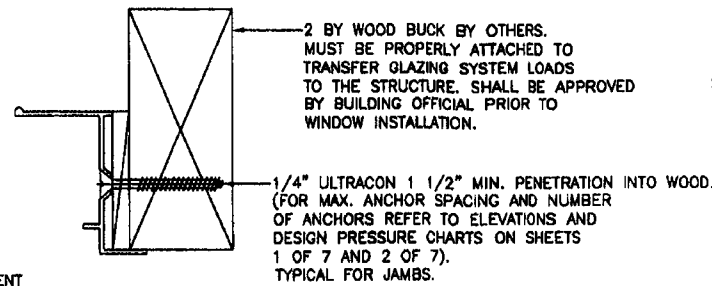 2 BY WOOD BUCK BY OTHERS.
MUST BE PROPERLY ATTACHED TO
TRANSFER GLAZING SYSTEM LOADS
TO THE STRUCTURE. SHALL BE APPROVED
BY BUILDING OFFICIAL PRIOR TO
WINDOW INSTALLATION.
1/4" ULTRACON 1 1/2" MIN. PENETRATION INTO WOOD.
(FOR MAX. ANCHOR SPACING AND NUMBER
OF ANCHORS REFER TO ELEVATIONS AND
DESIGN PRESSURE CHARTS ON SHEETS
1 OF 7 AND 2 OF 7).
TYPICAL FOR JAMBS.
ENT